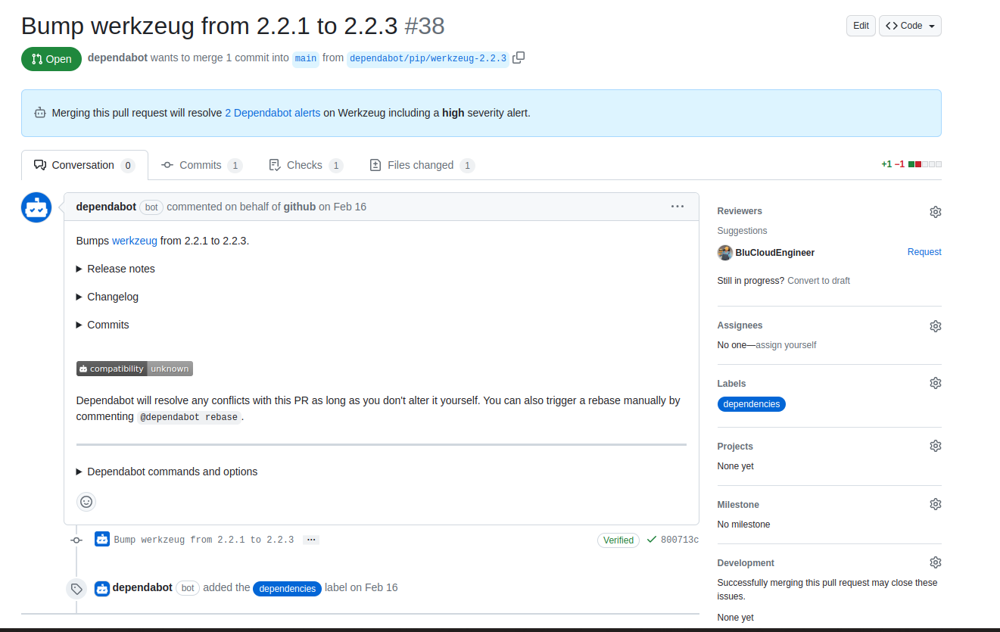 Bump werkzeug from 2.2.1 to 2.2.3 #38
Edit
Code
Open
dependabot wants to merge 1 commit into main from dependabot/pip/werkzeug-2.2.3
Merging this pull request will resolve 2 Dependabot alerts on Werkzeug including a high severity alert.
Conversation 0
Commits 1
Checks 1
Files changed 1
+1 −1
dependabot bot commented on behalf of github on Feb 16
Bumps werkzeug from 2.2.1 to 2.2.3.
Release notes
Changelog
Commits
compatibility unknown
Dependabot will resolve any conflicts with this PR as long as you don't alter it yourself. You can also trigger a rebase manually by
commenting @dependabot rebase.
Dependabot commands and options
Bump werkzeug from 2.2.1 to 2.2.3 ...
Verified
800713c
dependabot bot added the dependencies label on Feb 16
Reviewers
Suggestions
BluCloudEngineer
Request
Still in progress? Convert to draft
Assignees
No one—assign yourself
Labels
dependencies
Projects
None yet
Milestone
No milestone
Development
Successfully merging this pull request may close these
issues.
None yet